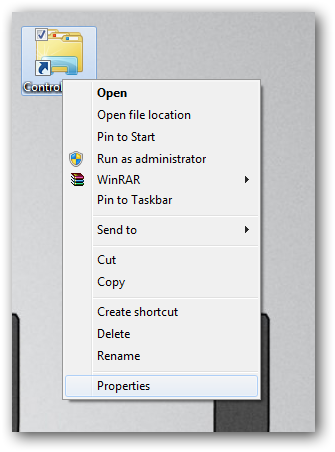 Control
Open
Open file location
Pin to Start
Run as administrator
WinRAR
Pin to Taskbar
Send to
Cut
Copy
Create shortcut
Delete
Rename
Properties